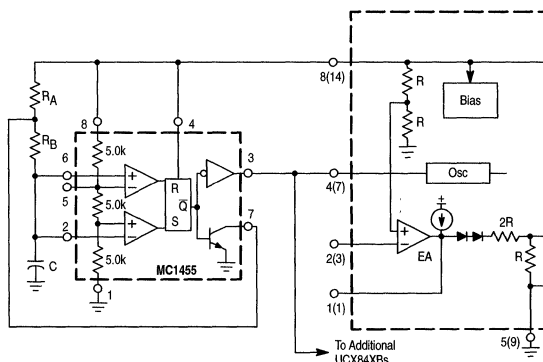 8(14)
R
R
Bias
RA
RB
8
4
6
5.0k
5
5.0k
2
5.0k
R
Q
S
3
7
C
MC1455
1
4(7)
Osc
2(3)
EA
2R
R
1(1)
5(9)
To Additional
UCX84XBs
+
−
+
−
+
−
+